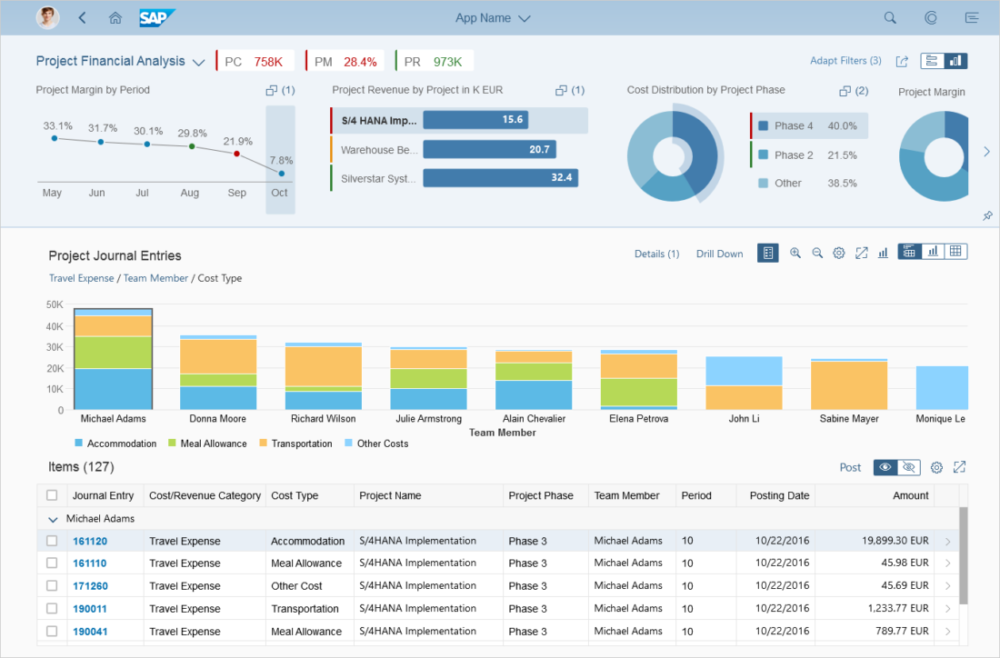 SAP
App Name
Project Financial Analysis
PC 758K
PM 28.4%
PR 973K
Adapt Filters (3)
Project Margin by Period
(1)
33.1%
31.7%
30.1%
29.8%
21.9%
7.8%
May Jun Jul Aug Sep Oct
Project Revenue by Project in K EUR
(1)
S/4 HANA Imp... 15.6
Warehouse Be... 20.7
Silverstar Syst... 32.4
Cost Distribution by Project Phase
(2)
Phase 4 40.0%
Phase 2 21.5%
Other 38.5%
Project Margin
Project Journal Entries
Details (1) Drill Down
Travel Expense / Team Member / Cost Type
50K
40K
30K
20K
10K
0
Michael Adams Donna Moore Richard Wilson Julie Armstrong Alain Chevalier Elena Petrova John Li Sabine Mayer Monique Le
Team Member
Accommodation Meal Allowance Transportation Other Costs
Items (127)
Post
Journal Entry Cost/Revenue Category Cost Type Project Name Project Phase Team Member Period Posting Date Amount
Michael Adams
161120 Travel Expense Accommodation S/4HANA Implementation Phase 3 Michael Adams 10 10/22/2016 19,899.30 EUR
161110 Travel Expense Meal Allowance S/4HANA Implementation Phase 3 Michael Adams 10 10/22/2016 45.98 EUR
171260 Travel Expense Other Cost S/4HANA Implementation Phase 3 Michael Adams 10 10/22/2016 45.69 EUR
190011 Travel Expense Transportation S/4HANA Implementation Phase 3 Michael Adams 10 10/22/2016 1,233.77 EUR
190041 Travel Expense Meal Allowance S/4HANA Implementation Phase 3 Michael Adams 10 10/22/2016 789.77 EUR